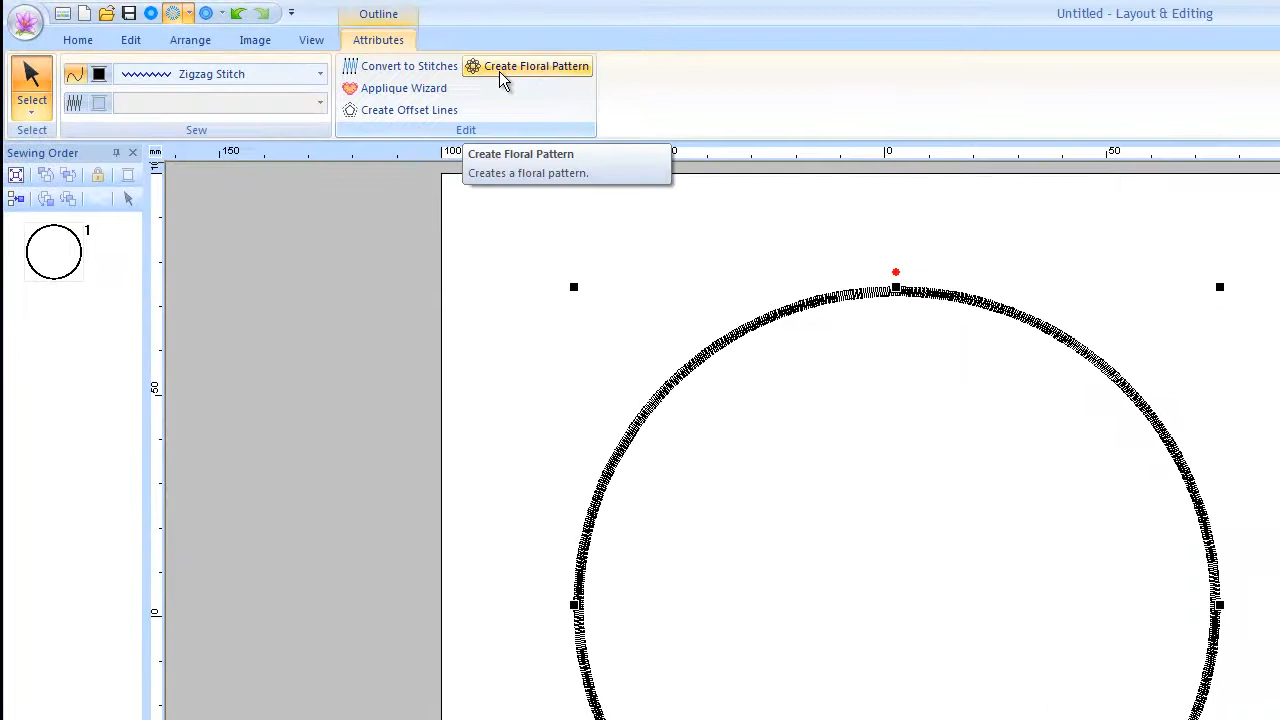 Outline
Untitled - Layout & Editing
Home Edit Arrange Image View Attributes
Select
Select
Zigzag Stitch
Sew
Convert to Stitches
Create Floral Pattern
Applique Wizard
Create Offset Lines
Edit
Sewing Order
mm
150
100
0
50
Create Floral Pattern
Creates a floral pattern.
1
50